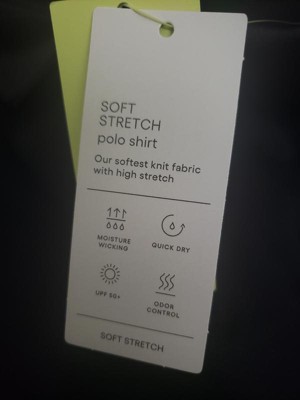 SOFT
STRETCH
polo shirt
Our softest knit fabric
with high stretch
MOISTURE
WICKING
QUICK DRY
UPF 50+
ODOR
CONTROL
SOFT STRETCH